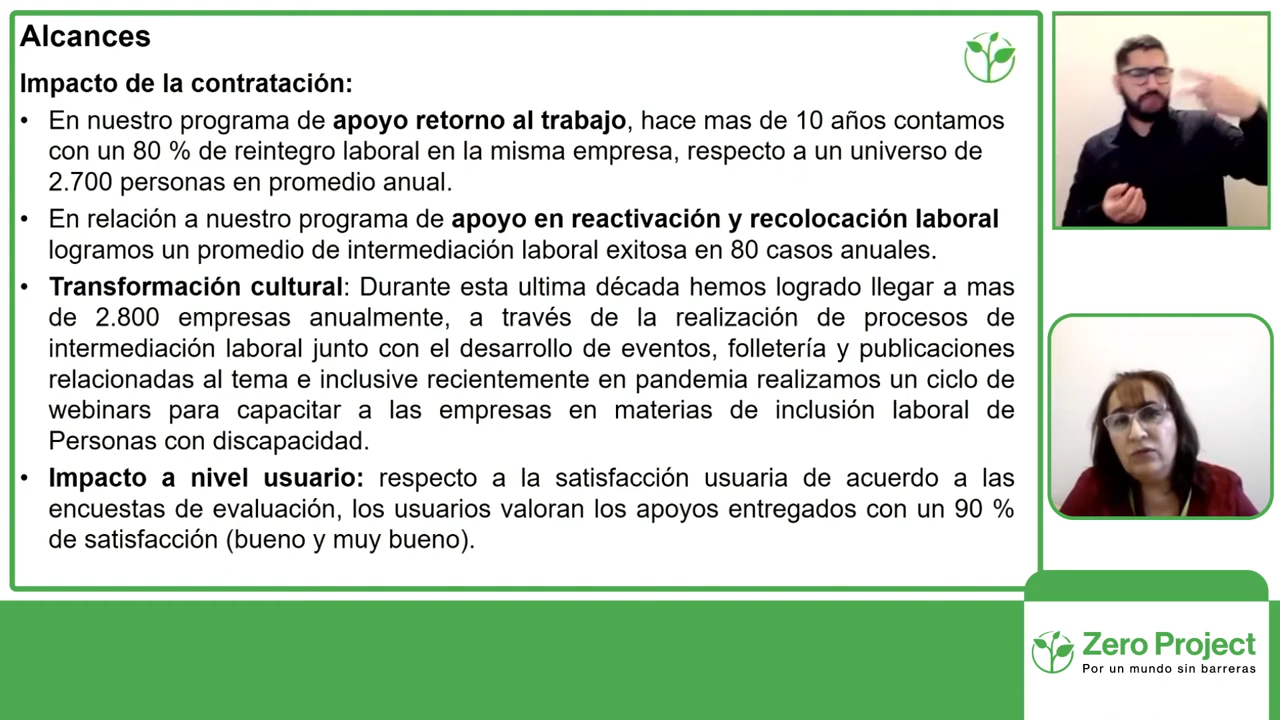 Alcances
Impacto de la contratación:
• En nuestro programa de apoyo retorno al trabajo, hace mas de 10 años contamos
con un 80 % de reintegro laboral en la misma empresa, respecto a un universo de
2.700 personas en promedio anual.
• En relación a nuestro programa de apoyo en reactivación y recolocación laboral
logramos un promedio de intermediación laboral exitosa en 80 casos anuales.
• Transformación cultural: Durante esta ultima década hemos logrado llegar a mas
de 2.800 empresas anualmente, a través de la realización de procesos de
intermediación laboral junto con el desarrollo de eventos, folletería y publicaciones
relacionadas al tema e inclusive recientemente en pandemia realizamos un ciclo de
webinars para capacitar a las empresas en materias de inclusión laboral de
Personas con discapacidad.
• Impacto a nivel usuario: respecto a la satisfacción usuaria de acuerdo a las
encuestas de evaluación, los usuarios valoran los apoyos entregados con un 90 %
de satisfacción (bueno y muy bueno).
Zero Project
Por un mundo sin barreras